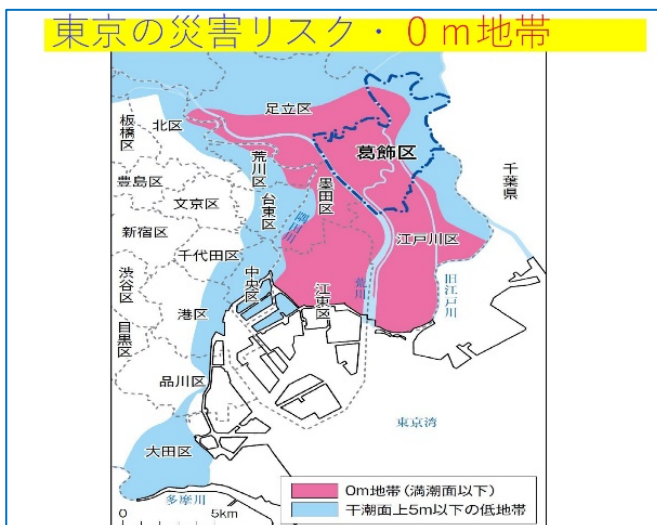 東京の災害リスク・０ｍ地帯
足立区
北区
板橋区
葛飾区
荒川区
千葉県
豊島区
墨田区
台東区
文京区
隅田川
江戸川区
新宿区
千代田区
中央区
江東区
荒川
旧江戸川
渋谷区
港区
目黒区
品川区
東京湾
大田区
0m地帯(満潮面以下)
干潮面上5m以下の低地帯
多摩川
0 5km